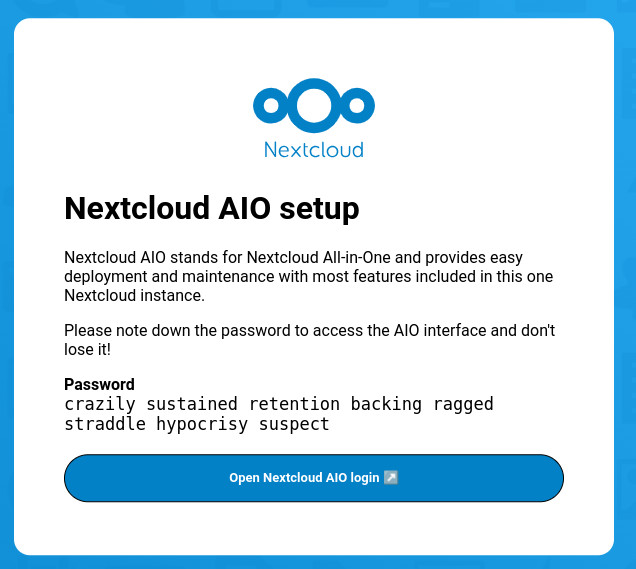 Nextcloud
Nextcloud AIO setup
Nextcloud AIO stands for Nextcloud All-in-One and provides easy
deployment and maintenance with most features included in this one
Nextcloud instance.
Please note down the password to access the AIO interface and don't
lose it!
Password
crazily sustained retention backing ragged
straddle hypocrisy suspect
Open Nextcloud AIO login ↗